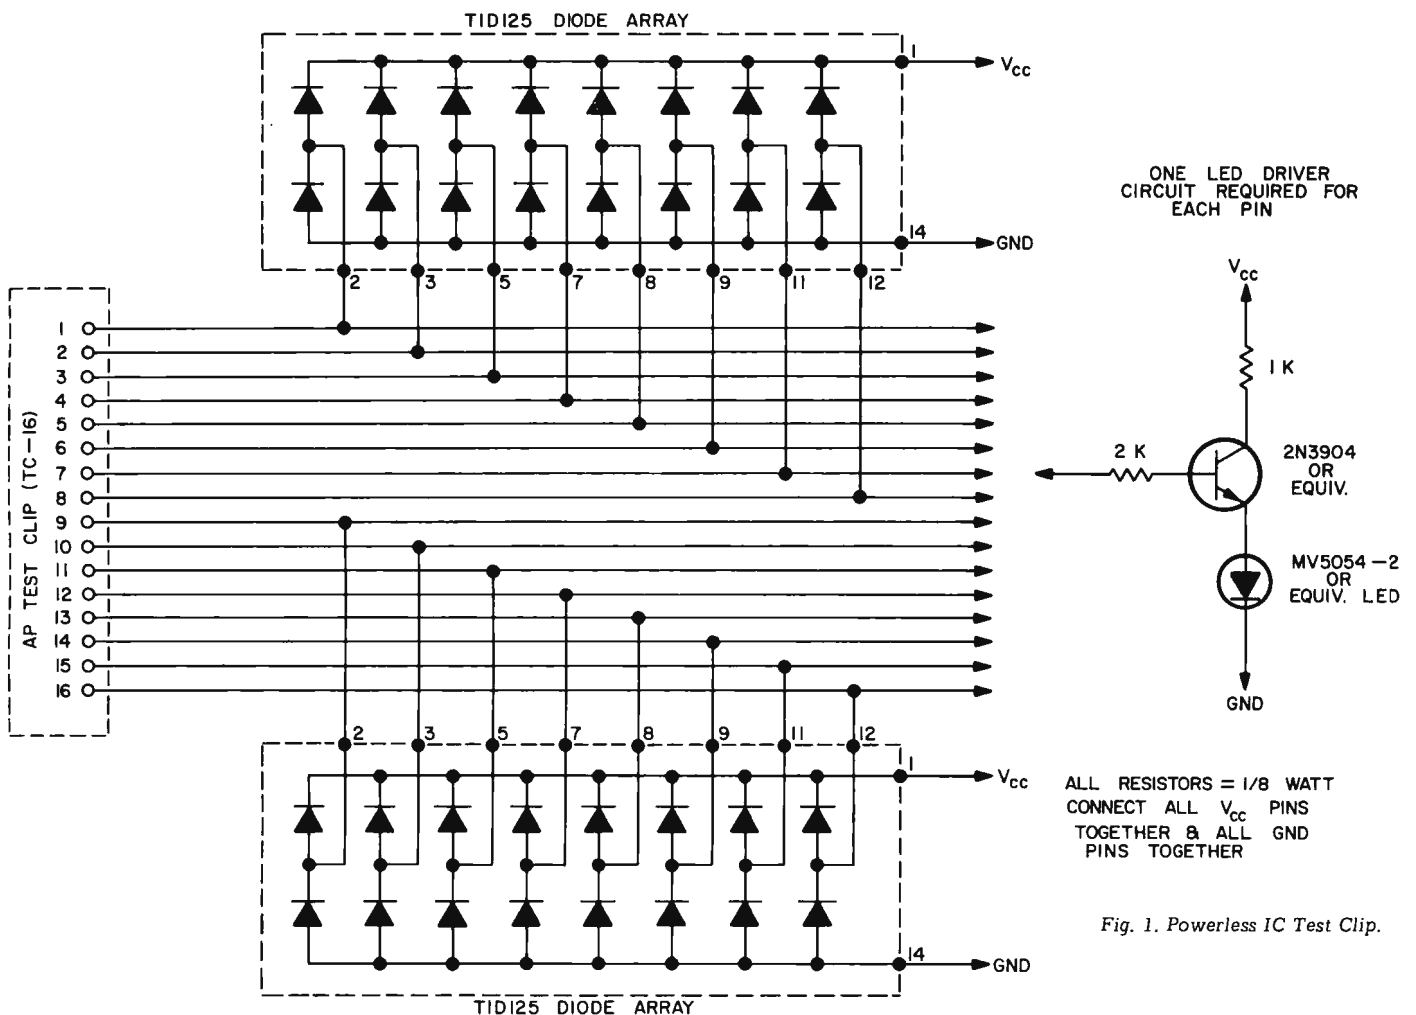 TID125 DIODE ARRAY
1
Vcc
14
GND
2 3 5 7 8 9 11 12
AP TEST CLIP (TC-16)
1
2
3
4
5
6
7
8
9
10
11
12
13
14
15
16
2 3 5 7 8 9 11 12
1
Vcc
14
GND
TID125 DIODE ARRAY
ONE LED DRIVER
CIRCUIT REQUIRED FOR
EACH PIN
Vcc
1 K
2 K
2N3904
OR
EQUIV.
MV5054-2
OR
EQUIV. LED
GND
ALL RESISTORS = 1/8 WATT
CONNECT ALL Vcc PINS
TOGETHER & ALL GND
PINS TOGETHER
Fig. 1. Powerless IC Test Clip.